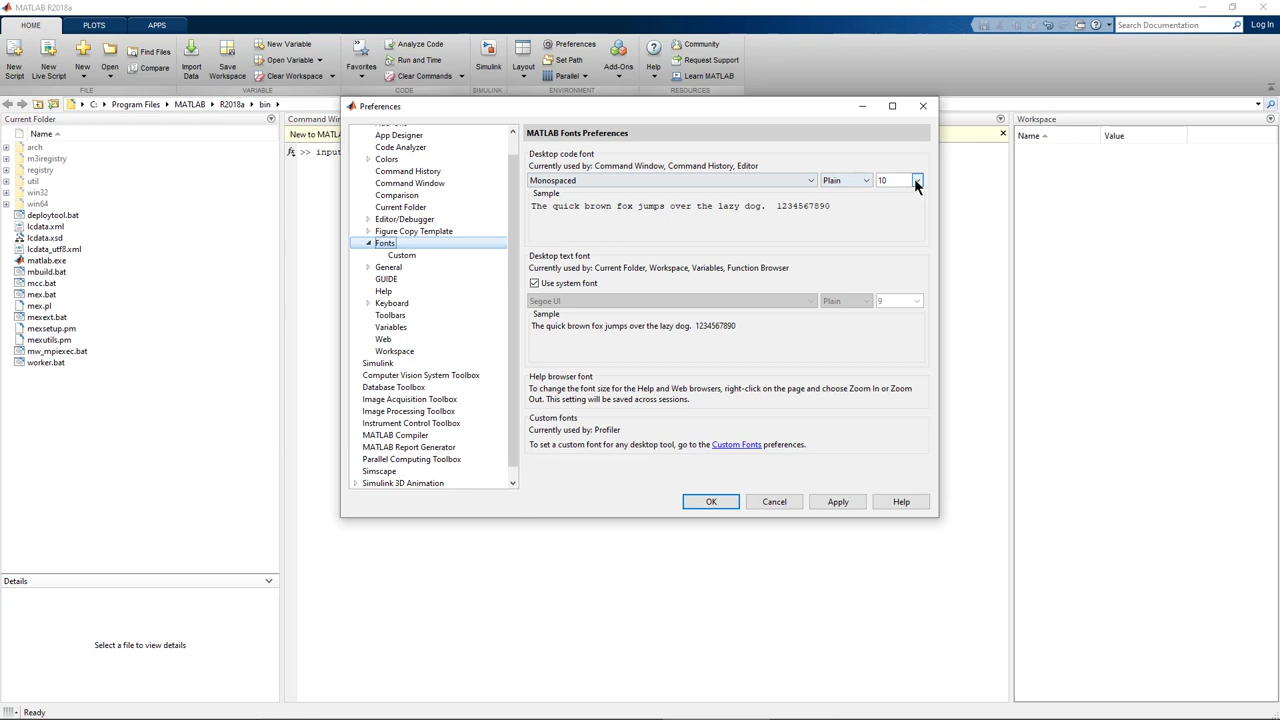 MATLAB R2018a
HOME
PLOTS
APPS
Search Documentation
Log In
New Script
New Live Script
New
Open
Find Files
Compare
Import Data
Save Workspace
New Variable
Open Variable
Clear Workspace
Favorites
Analyze Code
Run and Time
Clear Commands
Simulink
Layout
Preferences
Set Path
Parallel
Add-Ons
Help
Community
Request Support
Learn MATLAB
FILE
VARIABLE
CODE
SIMULINK
ENVIRONMENT
RESOURCES
C: Program Files MATLAB R2018a bin
Current Folder
Name
arch
m3iregistry
registry
util
win32
win64
deploytool.bat
lcdata.xml
lcdata.xsd
lcdata_utf8.xml
matlab.exe
mbuild.bat
mcc.bat
mex.bat
mex.pl
mexext.bat
mexsetup.pm
mexutils.pm
mw_mpiexec.bat
worker.bat
Details
Select a file to view details
Ready
Command Win
New to MATLA
fx >> input
Preferences
App Designer
Code Analyzer
Colors
Command History
Command Window
Comparison
Current Folder
Editor/Debugger
Figure Copy Template
Fonts
Custom
General
GUIDE
Help
Keyboard
Toolbars
Variables
Web
Workspace
Simulink
Computer Vision System Toolbox
Database Toolbox
Image Acquisition Toolbox
Image Processing Toolbox
Instrument Control Toolbox
MATLAB Compiler
MATLAB Report Generator
Parallel Computing Toolbox
Simscape
Simulink 3D Animation
MATLAB Fonts Preferences
Desktop code font
Currently used by: Command Window, Command History, Editor
Monospaced
Plain
10
Sample
The quick brown fox jumps over the lazy dog. 1234567890
Desktop text font
Currently used by: Current Folder, Workspace, Variables, Function Browser
Use system font
Segoe UI
Plain
9
Sample
The quick brown fox jumps over the lazy dog. 1234567890
Help browser font
To change the font size for the Help and Web browsers, right-click on the page and choose Zoom In or Zoom
Out. This setting will be saved across sessions.
Custom fonts
Currently used by: Profiler
To set a custom font for any desktop tool, go to the Custom Fonts preferences.
OK
Cancel
Apply
Help
Workspace
Name
Value